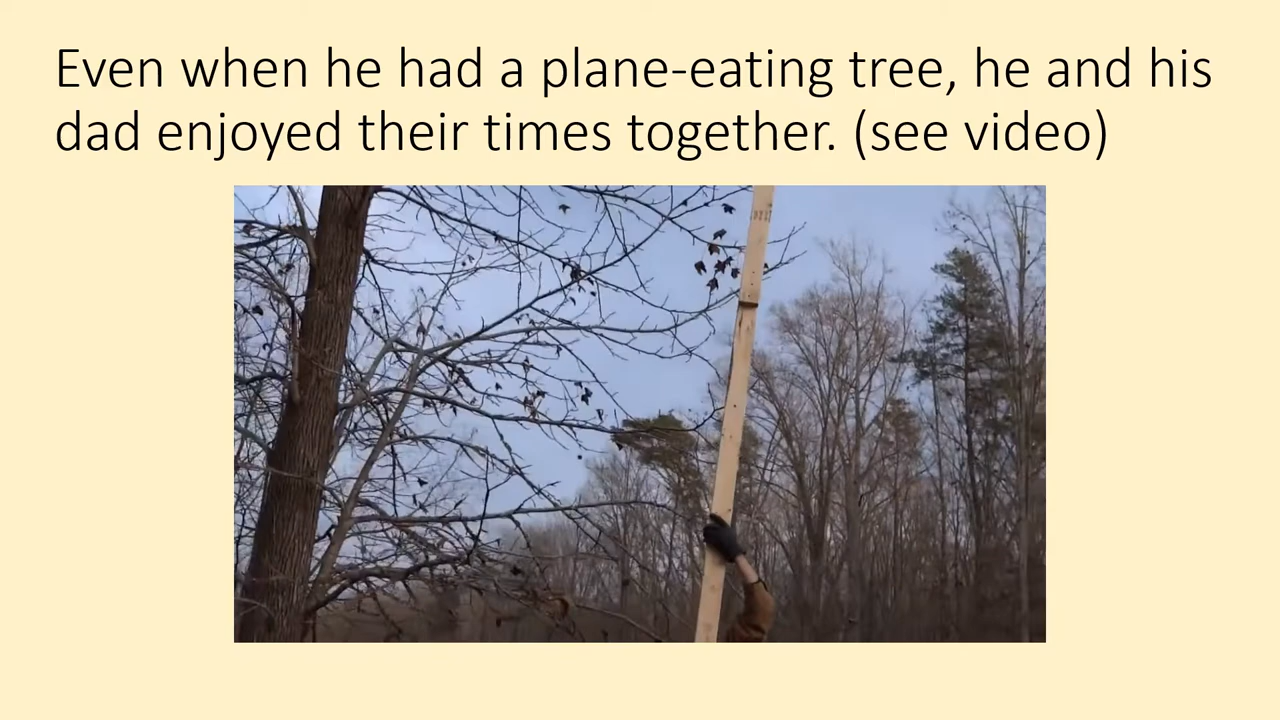 Even when he had a plane-eating tree, he and his
dad enjoyed their times together. (see video)